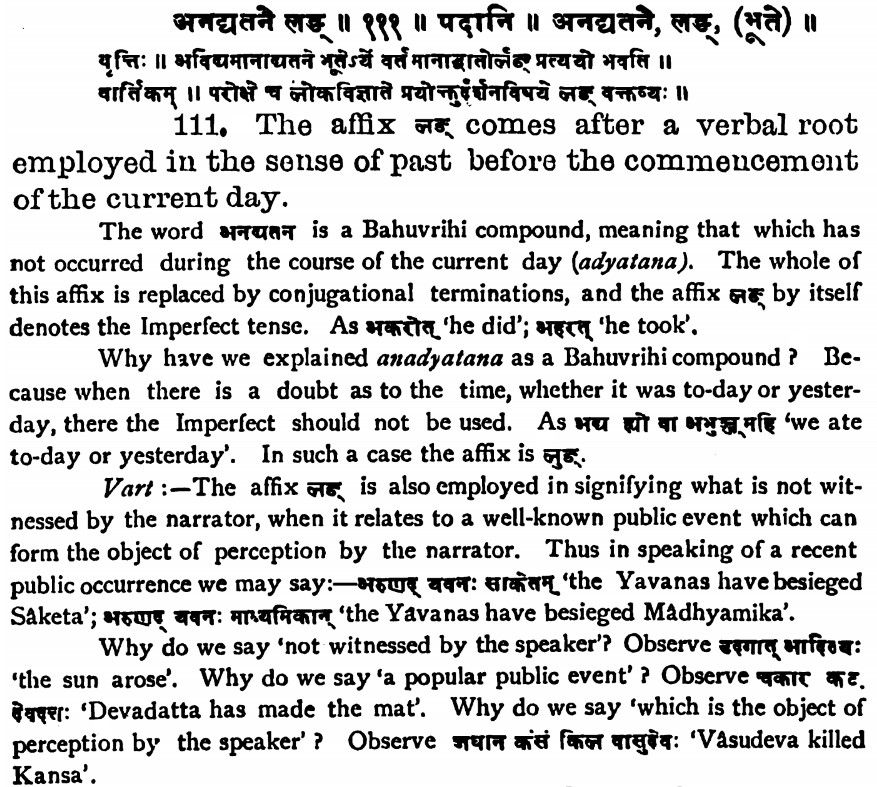 अनद्यतने लङ् ॥ १११ ॥ पदानि ॥ अनद्यतने, लङ्, (भूते) ॥
वृत्तिः ॥ अविद्यमानाद्यतने भूतेऽर्थे वर्तमानाद्धातोर्लङ् प्रत्ययो भवति ॥
वार्तिकम् ॥ परोक्षे च लोकविज्ञाते प्रयोक्तुर्दर्शनविषये लङ् वक्तव्यः ॥
111. The affix लङ् comes after a verbal root
employed in the sense of past before the commencement
of the current day.
The word अनद्यतन is a Bahuvrihi compound, meaning that which has
not occurred during the course of the current day (adyatana). The whole of
this affix is replaced by conjugational terminations, and the affix लङ् by itself
denotes the Imperfect tense. As अकरोत् 'he did'; अहरत् 'he took'.
Why have we explained anadyatana as a Bahuvrihi compound ? Be-
cause when there is a doubt as to the time, whether it was to-day or yester-
day, there the Imperfect should not be used. As अद्य ह्यो वा अभुक्ष्महि 'we ate
to-day or yesterday'. In such a case the affix is लुङ्.
Vart :—The affix लङ् is also employed in signifying what is not wit-
nessed by the narrator, when it relates to a well-known public event which can
form the object of perception by the narrator. Thus in speaking of a recent
public occurrence we may say:—अरुणद् यवनः साकेतम् 'the Yavanas have besieged
Sâketa'; अरुणद् यवनः माध्यमिकान् 'the Yâvanas have besieged Mâdhyamika'.
Why do we say 'not witnessed by the speaker'? Observe उदगात् आदित्यः
'the sun arose'. Why do we say 'a popular public event' ? Observe चकार कटं
देवदत्तः 'Devadatta has made the mat'. Why do we say 'which is the object of
perception by the speaker' ? Observe जघान कंसं किल वासुदेवः 'Vâsudeva killed
Kansa'.